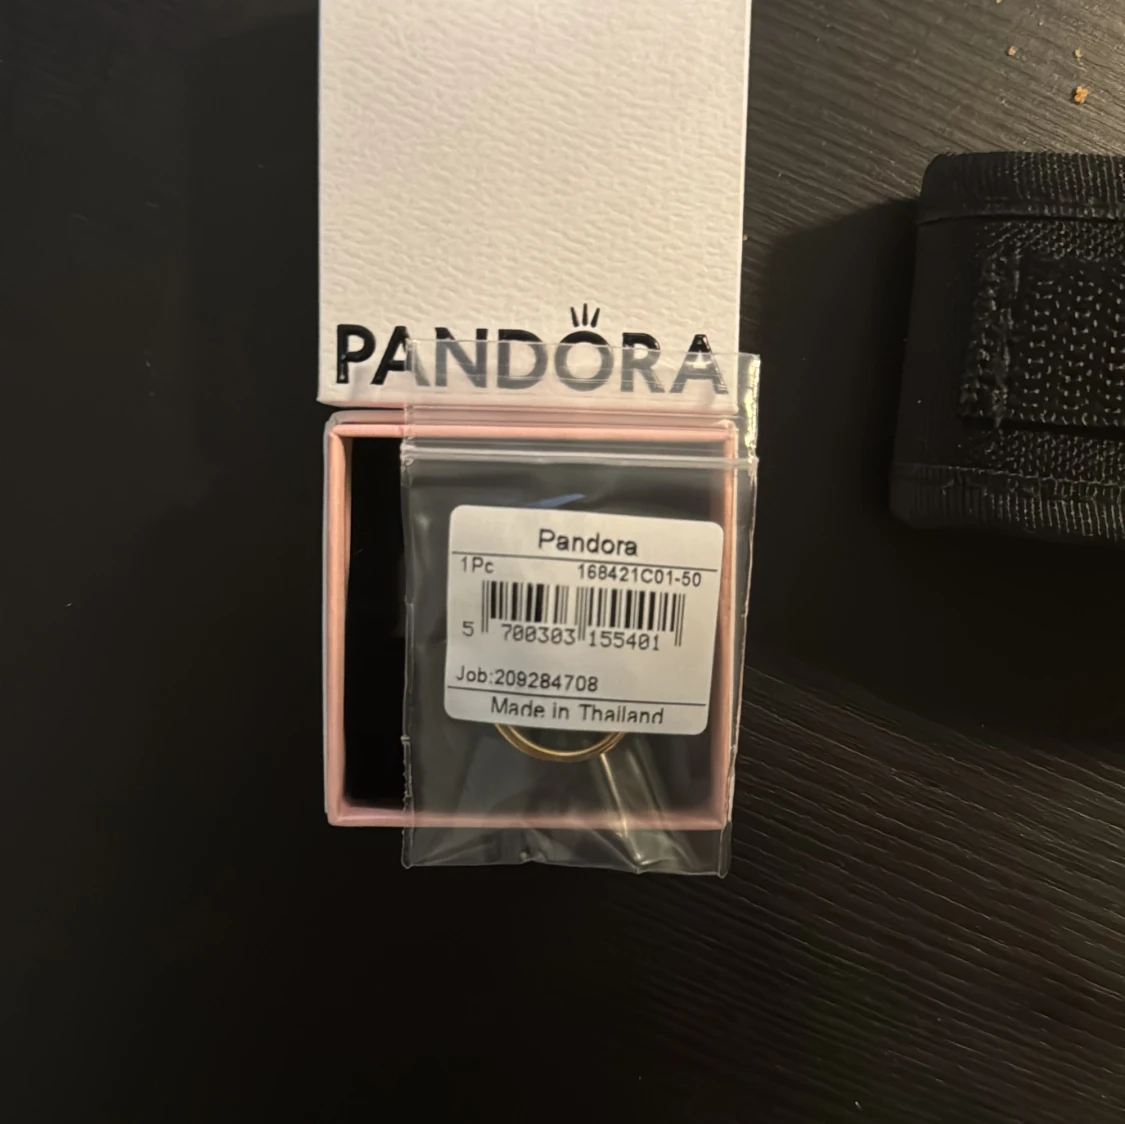 PANDORA
Pandora
1Pc 168421C01-50
5 700303 155401
Job:209284708
Made in Thailand